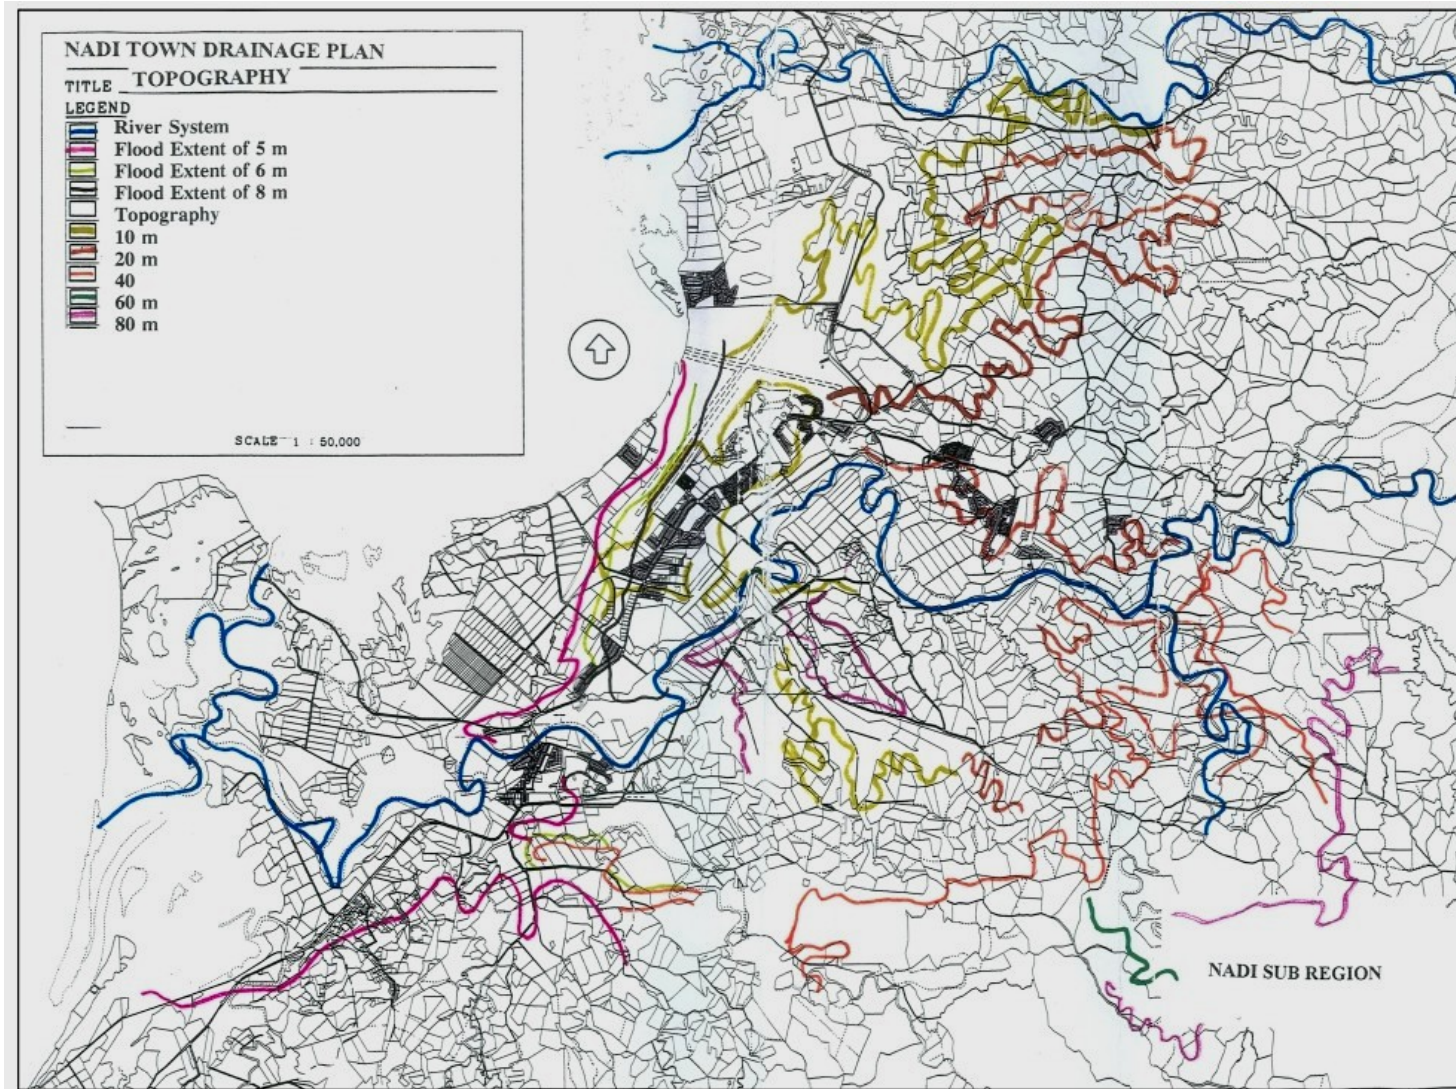 NADI TOWN DRAINAGE PLAN
TITLE TOPOGRAPHY
LEGEND
River System
Flood Extent of 5 m
Flood Extent of 6 m
Flood Extent of 8 m
Topography
10 m
20 m
40
60 m
80 m
SCALE 1 : 50,000
NADI SUB REGION